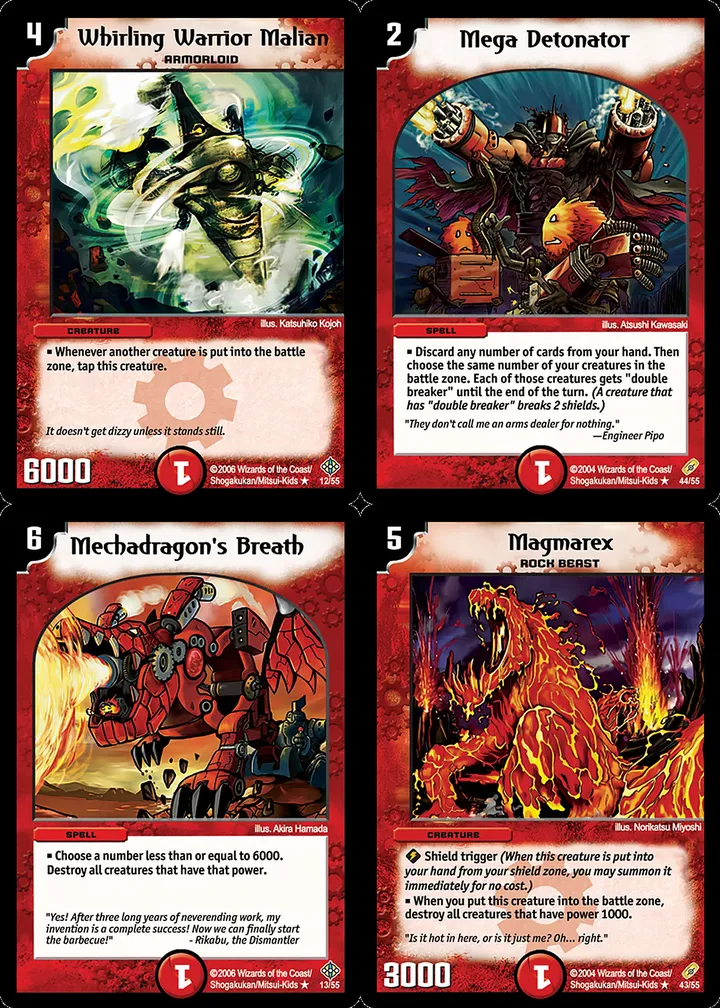 4
Whirling Warrior Malian
ARMORLOID
illus. Katsuhiko Kojoh
CREATURE
▪ Whenever another creature is put into the battle
zone, tap this creature.
It doesn't get dizzy unless it stands still.
6000
1
©2006 Wizards of the Coast/
Shogakukan/Mitsui-Kids ★ 12/55
2
Mega Detonator
illus. Atsushi Kawasaki
SPELL
▪ Discard any number of cards from your hand. Then
choose the same number of your creatures in the
battle zone. Each of those creatures gets "double
breaker" until the end of the turn. (A creature that
has "double breaker" breaks 2 shields.)
"They don't call me an arms dealer for nothing."
—Engineer Pipo
1
©2004 Wizards of the Coast/
Shogakukan/Mitsui-Kids ★ 44/55
6
Mechadragon's Breath
illus. Akira Hamada
SPELL
▪ Choose a number less than or equal to 6000.
Destroy all creatures that have that power.
"Yes! After three long years of neverending work, my
invention is a complete success! Now we can finally start
the barbecue!" - Rikabu, the Dismantler
1
©2006 Wizards of the Coast/
Shogakukan/Mitsui-Kids ★ 13/55
5
Magmarex
ROCK BEAST
illus. Norikatsu Miyoshi
CREATURE
Shield trigger (When this creature is put into
your hand from your shield zone, you may summon it
immediately for no cost.)
▪ When you put this creature into the battle zone,
destroy all creatures that have power 1000.
"Is it hot in here, or is it just me? Oh... right."
3000
1
©2004 Wizards of the Coast/
Shogakukan/Mitsui-Kids ★ 43/55